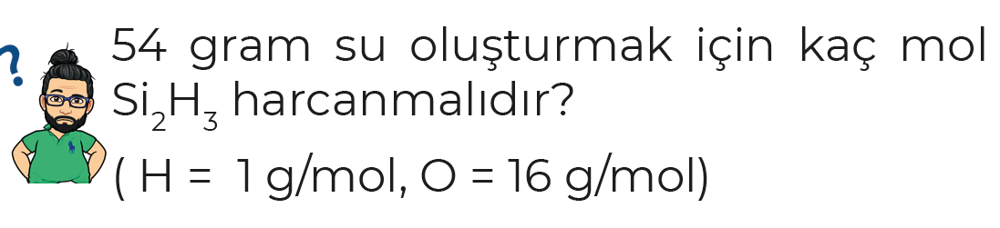 54 gram su oluşturmak için kaç mol
Si₂H₃ harcanmalıdır?
( H = 1 g/mol, O = 16 g/mol)